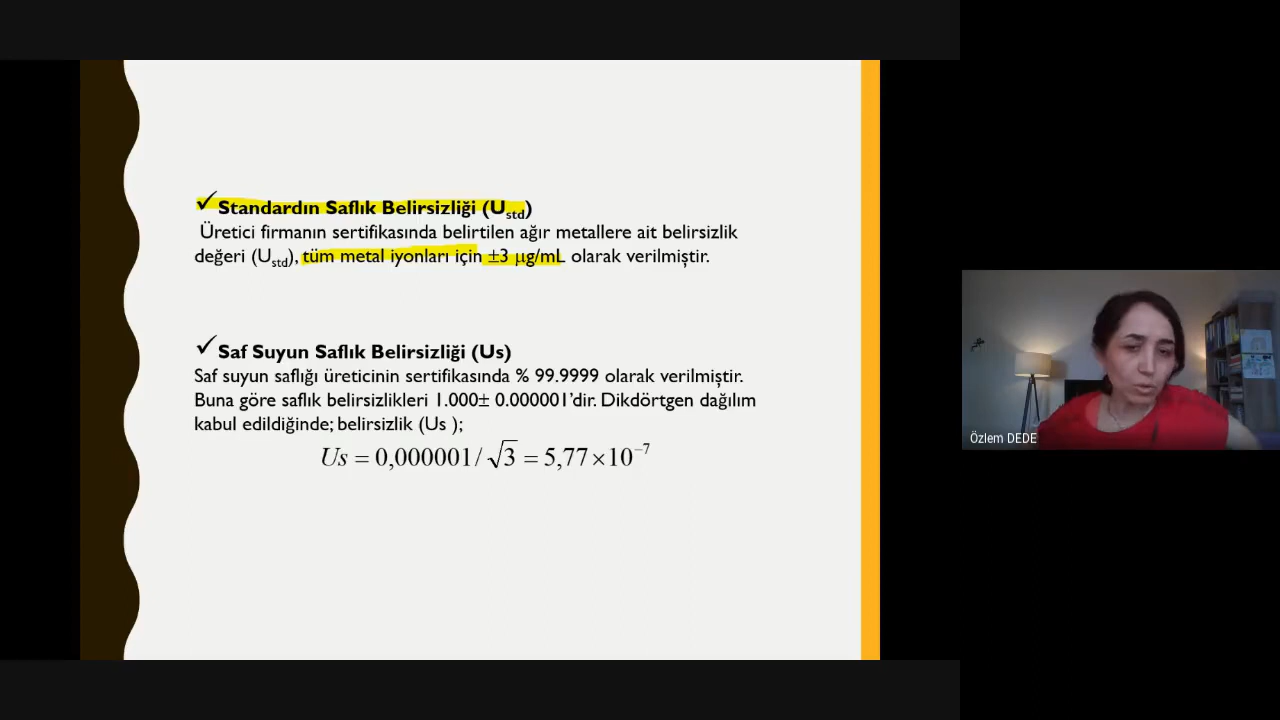 ✓Standardın Saflık Belirsizliği (Ustd)
Üretici firmanın sertifikasında belirtilen ağır metallere ait belirsizlik
değeri (Ustd), tüm metal iyonları için ±3 µg/mL olarak verilmiştir.
✓Saf Suyun Saflık Belirsizliği (Us)
Saf suyun saflığı üreticinin sertifikasında % 99.9999 olarak verilmiştir.
Buna göre saflık belirsizlikleri 1.000± 0.000001’dir. Dikdörtgen dağılım
kabul edildiğinde; belirsizlik (Us );
Us = 0,000001/ √3 = 5,77×10⁻⁷
Özlem DEDE